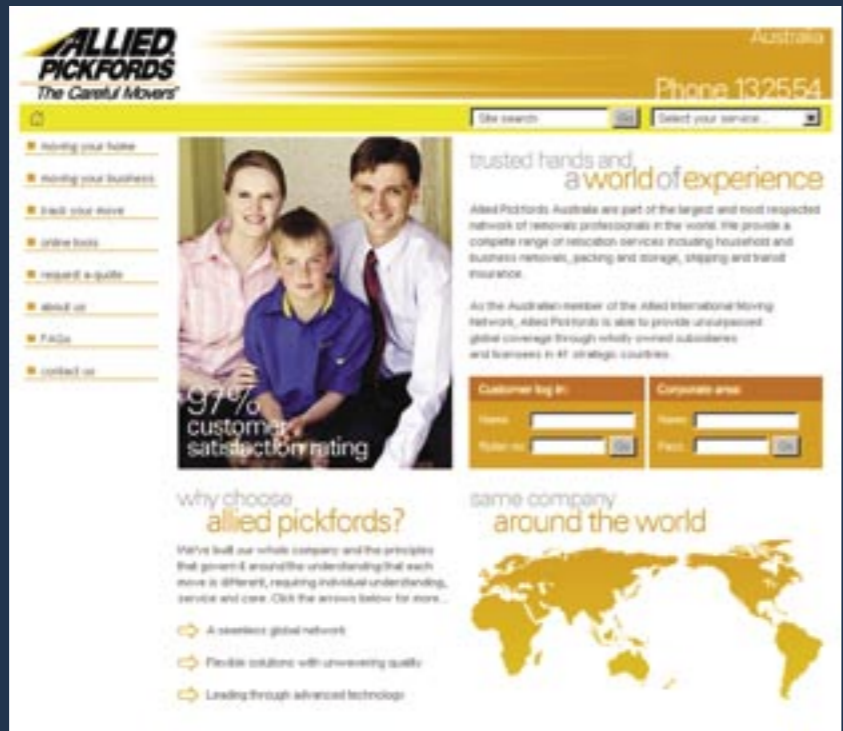 ALLIED
PICKFORDS
The Careful Movers
Australia
Phone 132554
Site search
Go
Select your service...
moving your home
moving your business
track your move
online tools
request a quote
about us
FAQs
contact us
97%
customer
satisfaction rating
trusted hands and
a world of experience
Allied Pickfords Australia are part of the largest and most respected
network of removals professionals in the world. We provide a
complete range of relocation services including household and
business removals, packing and storage, shipping and transit
insurance.
As the Australian member of the Allied International Moving
Network, Allied Pickfords is able to provide unsurpassed
global coverage through wholly owned subsidiaries
and licensees in 41 strategic countries.
Customer log in:
Name:
Go
Corporate area:
Name:
Pass:
Go
why choose
allied pickfords?
We've built our whole company and the principles
that govern it around the understanding that each
move is different, requiring individual understanding,
service and care. Click the arrows below for more...
A seamless global network
Flexible solutions with unwavering quality
Leading through advanced technology
same company
around the world